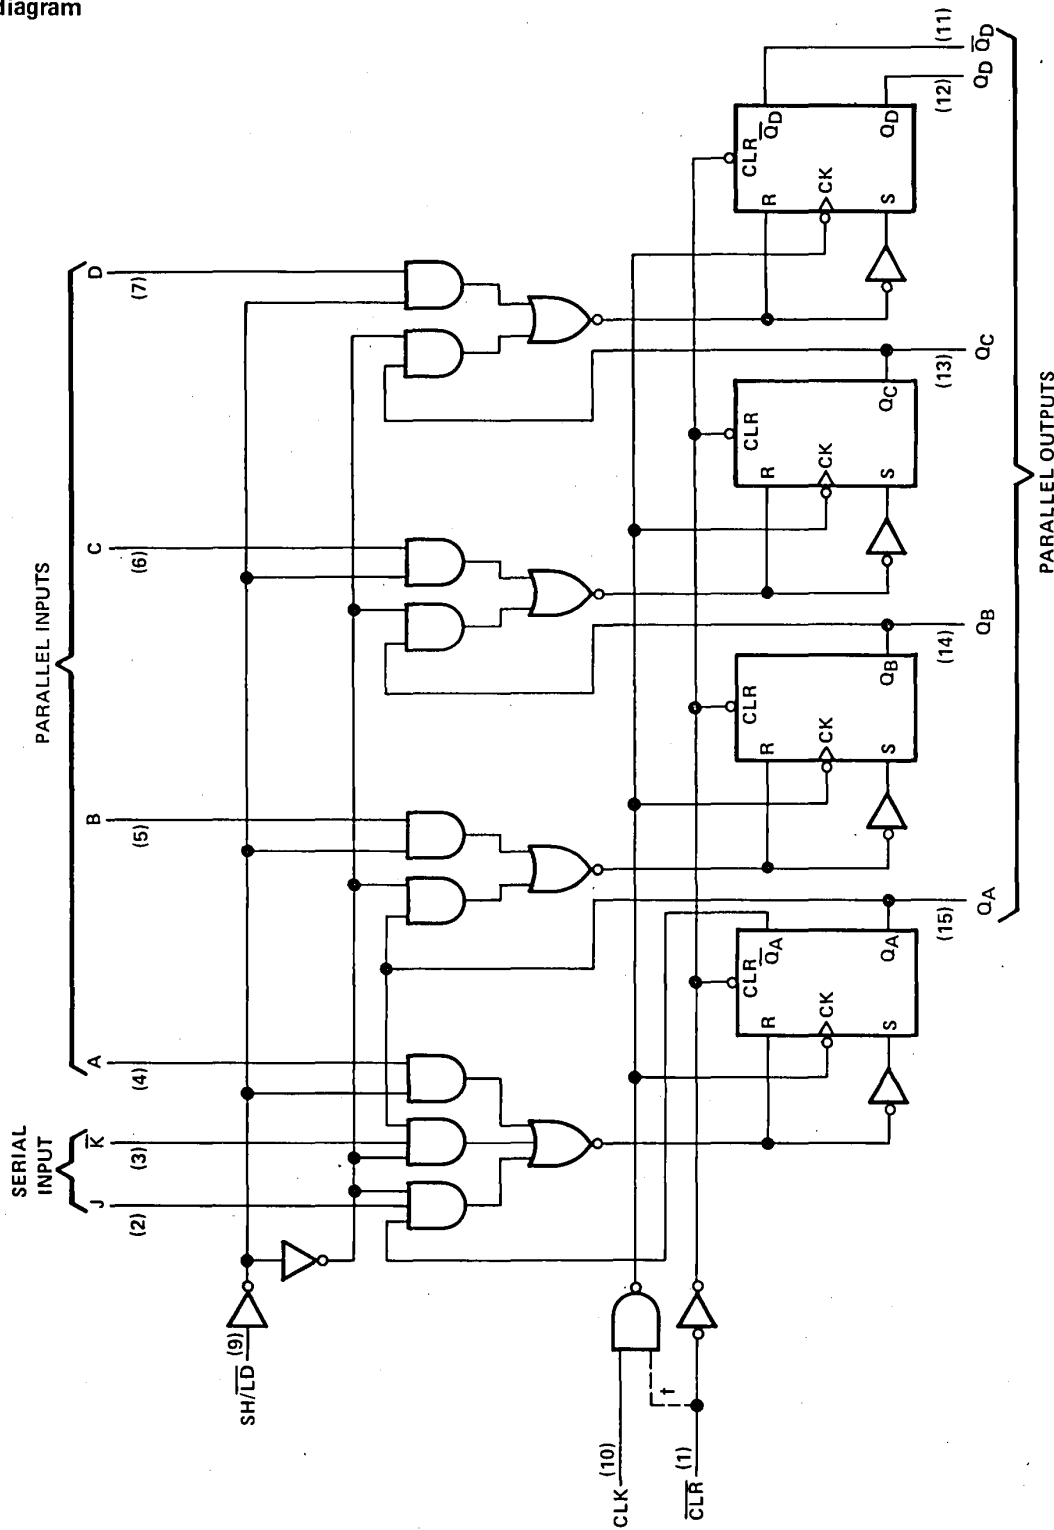 diagram
PARALLEL INPUTS
SERIAL
INPUT
J
K̅
A
B
C
D
(2)
(3)
(4)
(5)
(6)
(7)
SH/L̅D̅
(9)
CLK
(10)
C̅L̅R̅
(1)
†
R
CK
S
CLR
Q̅A
QA
R
CK
S
CLR
QB
R
CK
S
CLR
QC
R
CK
S
CLR
Q̅D
QD
(15)
(14)
(13)
(12)
(11)
QA
QB
QC
QD
Q̅D
PARALLEL OUTPUTS